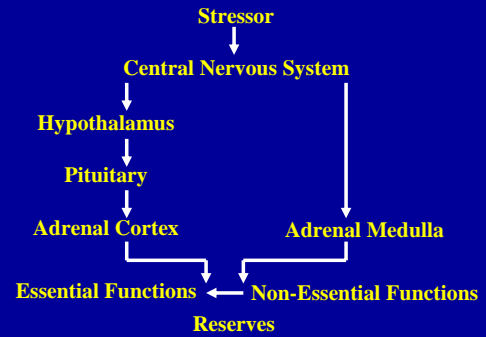 Stressor
Central Nervous System
Hypothalamus
Pituitary
Adrenal Cortex
Adrenal Medulla
Essential Functions
Non-Essential Functions
Reserves